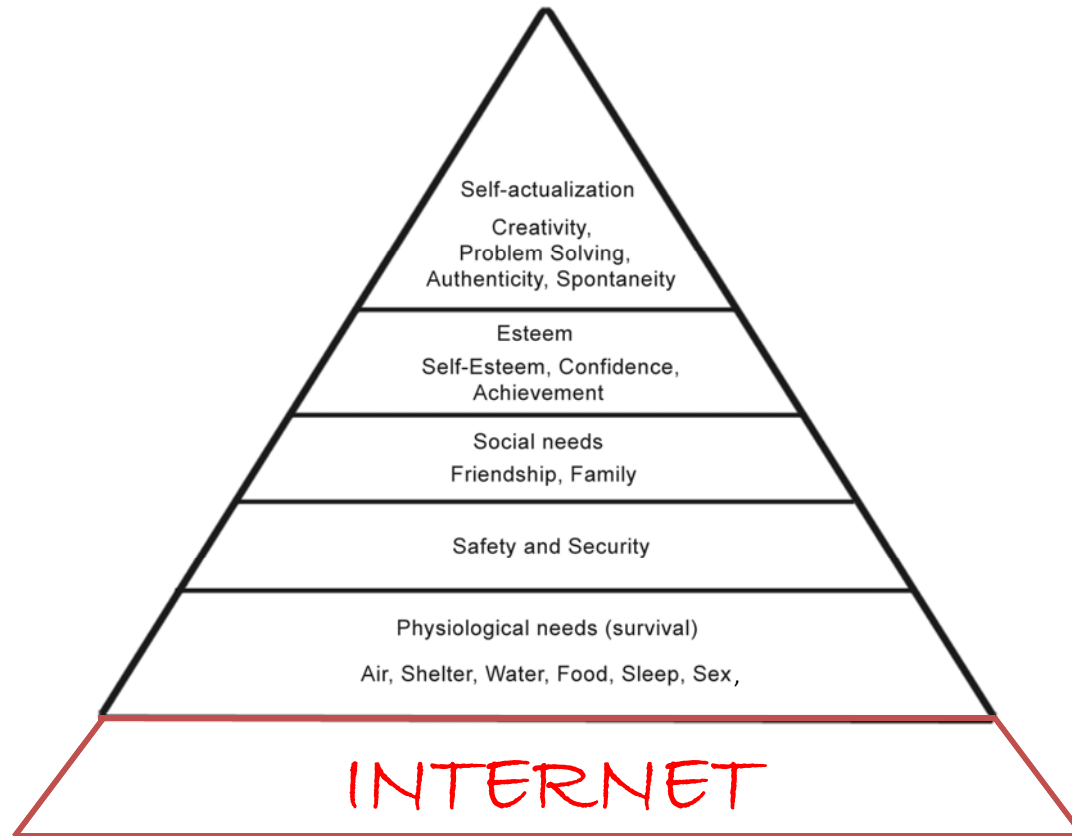 Self-actualization
Creativity,
Problem Solving,
Authenticity, Spontaneity
Esteem
Self-Esteem, Confidence,
Achievement
Social needs
Friendship, Family
Safety and Security
Physiological needs (survival)
Air, Shelter, Water, Food, Sleep, Sex,
INTERNET